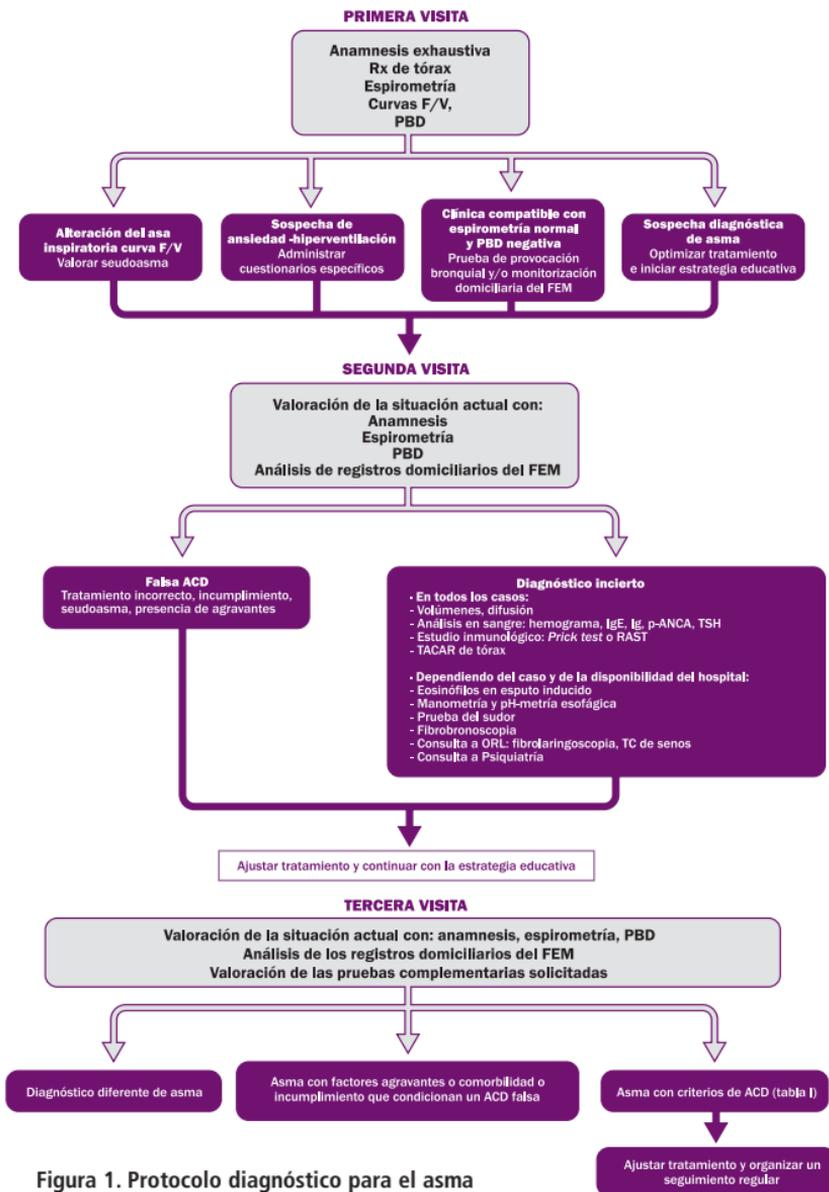 PRIMERA VISITA
Anamnesis exhaustiva
Rx de tórax
Espirometría
Curvas F/V,
PBD
Alteración del asa
inspiratoria curva F/V
Valorar seudoasma
Sospecha de
ansiedad -hiperventilación
Administrar
cuestionarios específicos
Clínica compatible con
espirometría normal
y PBD negativa
Prueba de provocación
bronquial y/o monitorización
domiciliaria del FEM
Sospecha diagnóstica
de asma
Optimizar tratamiento
e iniciar estrategia educativa
SEGUNDA VISITA
Valoración de la situación actual con:
Anamnesis
Espirometría
PBD
Análisis de registros domiciliarios del FEM
Falsa ACD
Tratamiento incorrecto, incumplimiento,
seudoasma, presencia de agravantes
Diagnóstico incierto
· En todos los casos:
- Volúmenes, difusión
- Análisis en sangre: hemograma, IgE, Ig, p-ANCA, TSH
- Estudio inmunológico: Prick test o RAST
- TACAR de tórax
· Dependiendo del caso y de la disponibilidad del hospital:
- Eosinófilos en esputo inducido
- Manometría y pH-metría esofágica
- Prueba del sudor
- Fibrobronoscopia
- Consulta a ORL: fibrolaringoscopia, TC de senos
- Consulta a Psiquiatría
Ajustar tratamiento y continuar con la estrategia educativa
TERCERA VISITA
Valoración de la situación actual con: anamnesis, espirometría, PBD
Análisis de los registros domiciliarios del FEM
Valoración de las pruebas complementarias solicitadas
Diagnóstico diferente de asma
Asma con factores agravantes o comorbilidad o
incumplimiento que condicionan un ACD falsa
Asma con criterios de ACD (tabla I)
Ajustar tratamiento y organizar un
seguimiento regular
Figura 1. Protocolo diagnóstico para el asma